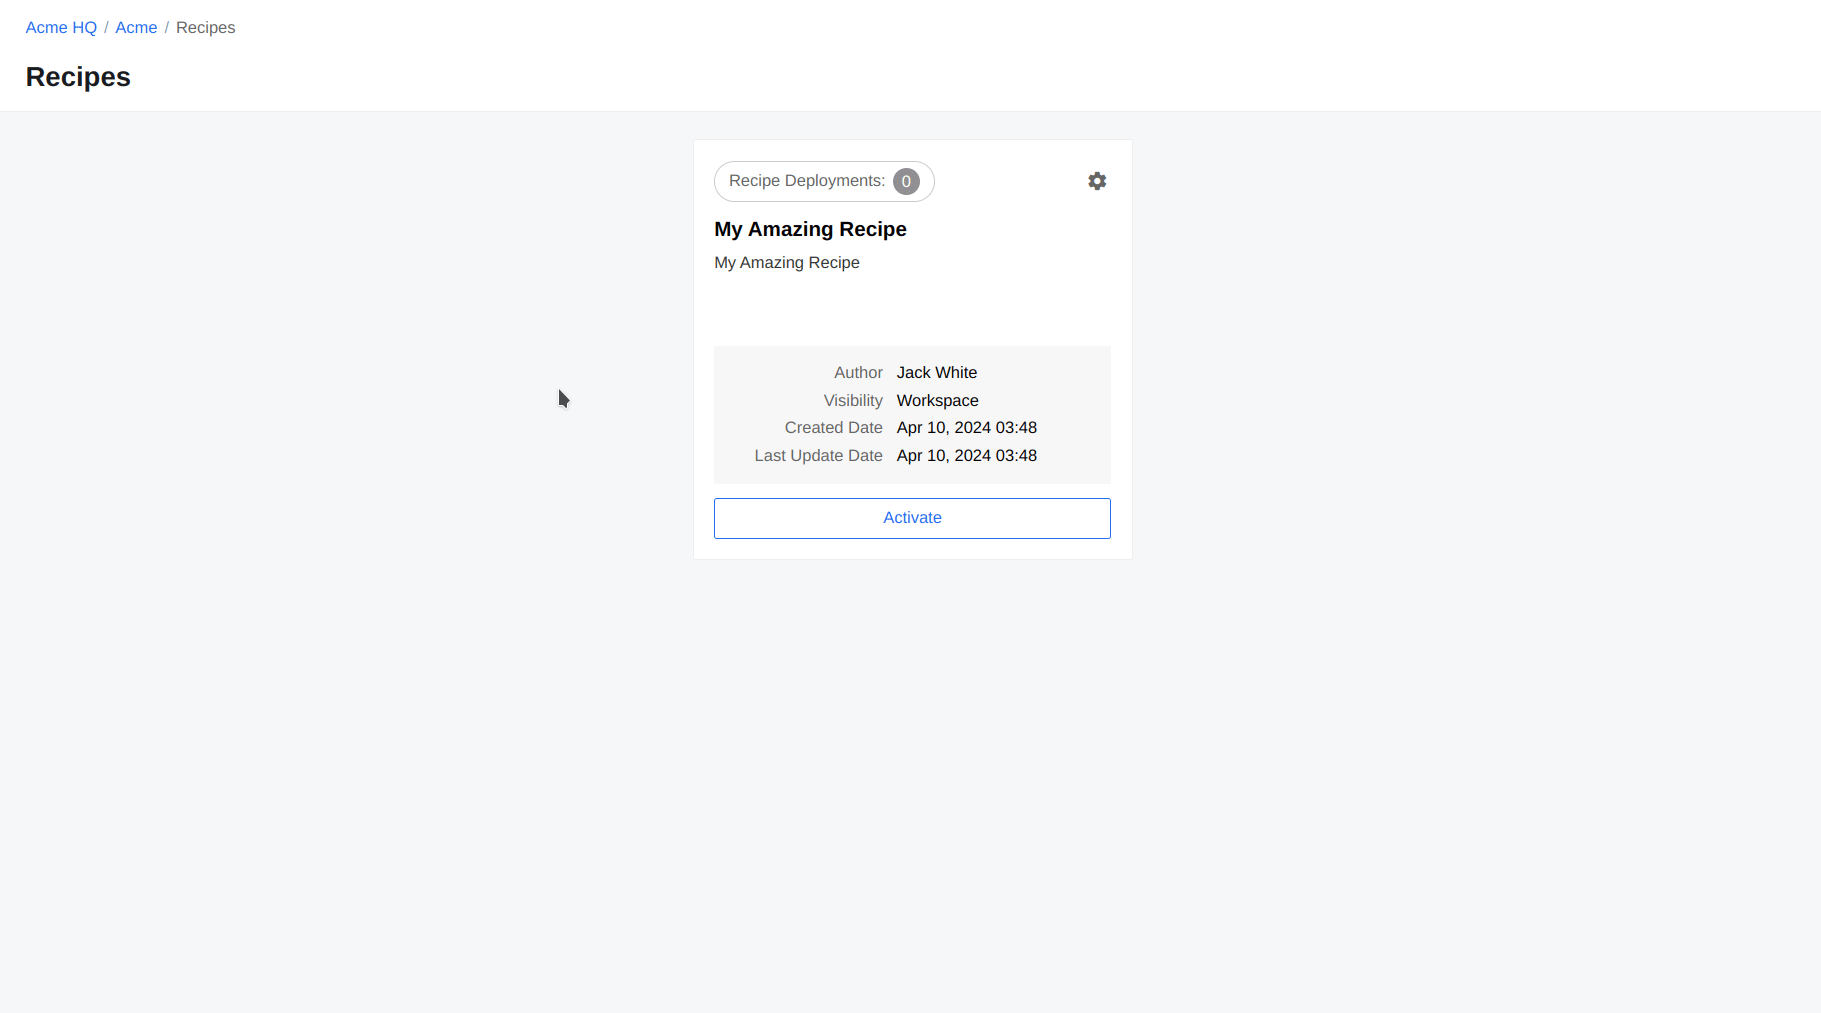 Acme HQ / Acme / Recipes
Recipes
Recipe Deployments: 0
My Amazing Recipe
My Amazing Recipe
Author Jack White
Visibility Workspace
Created Date Apr 10, 2024 03:48
Last Update Date Apr 10, 2024 03:48
Activate